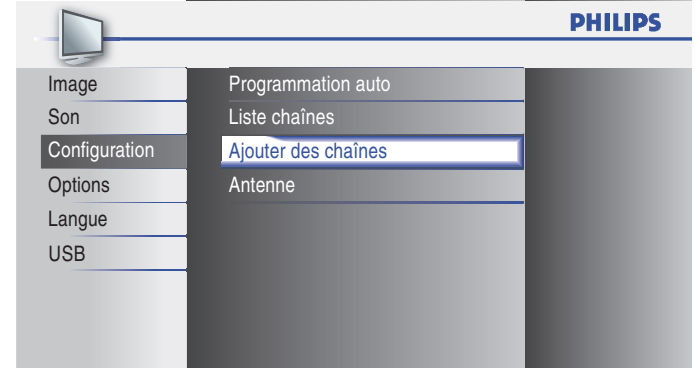 PHILIPS
Image
Son
Configuration
Options
Langue
USB
Programmation auto
Liste chaînes
Ajouter des chaînes
Antenne